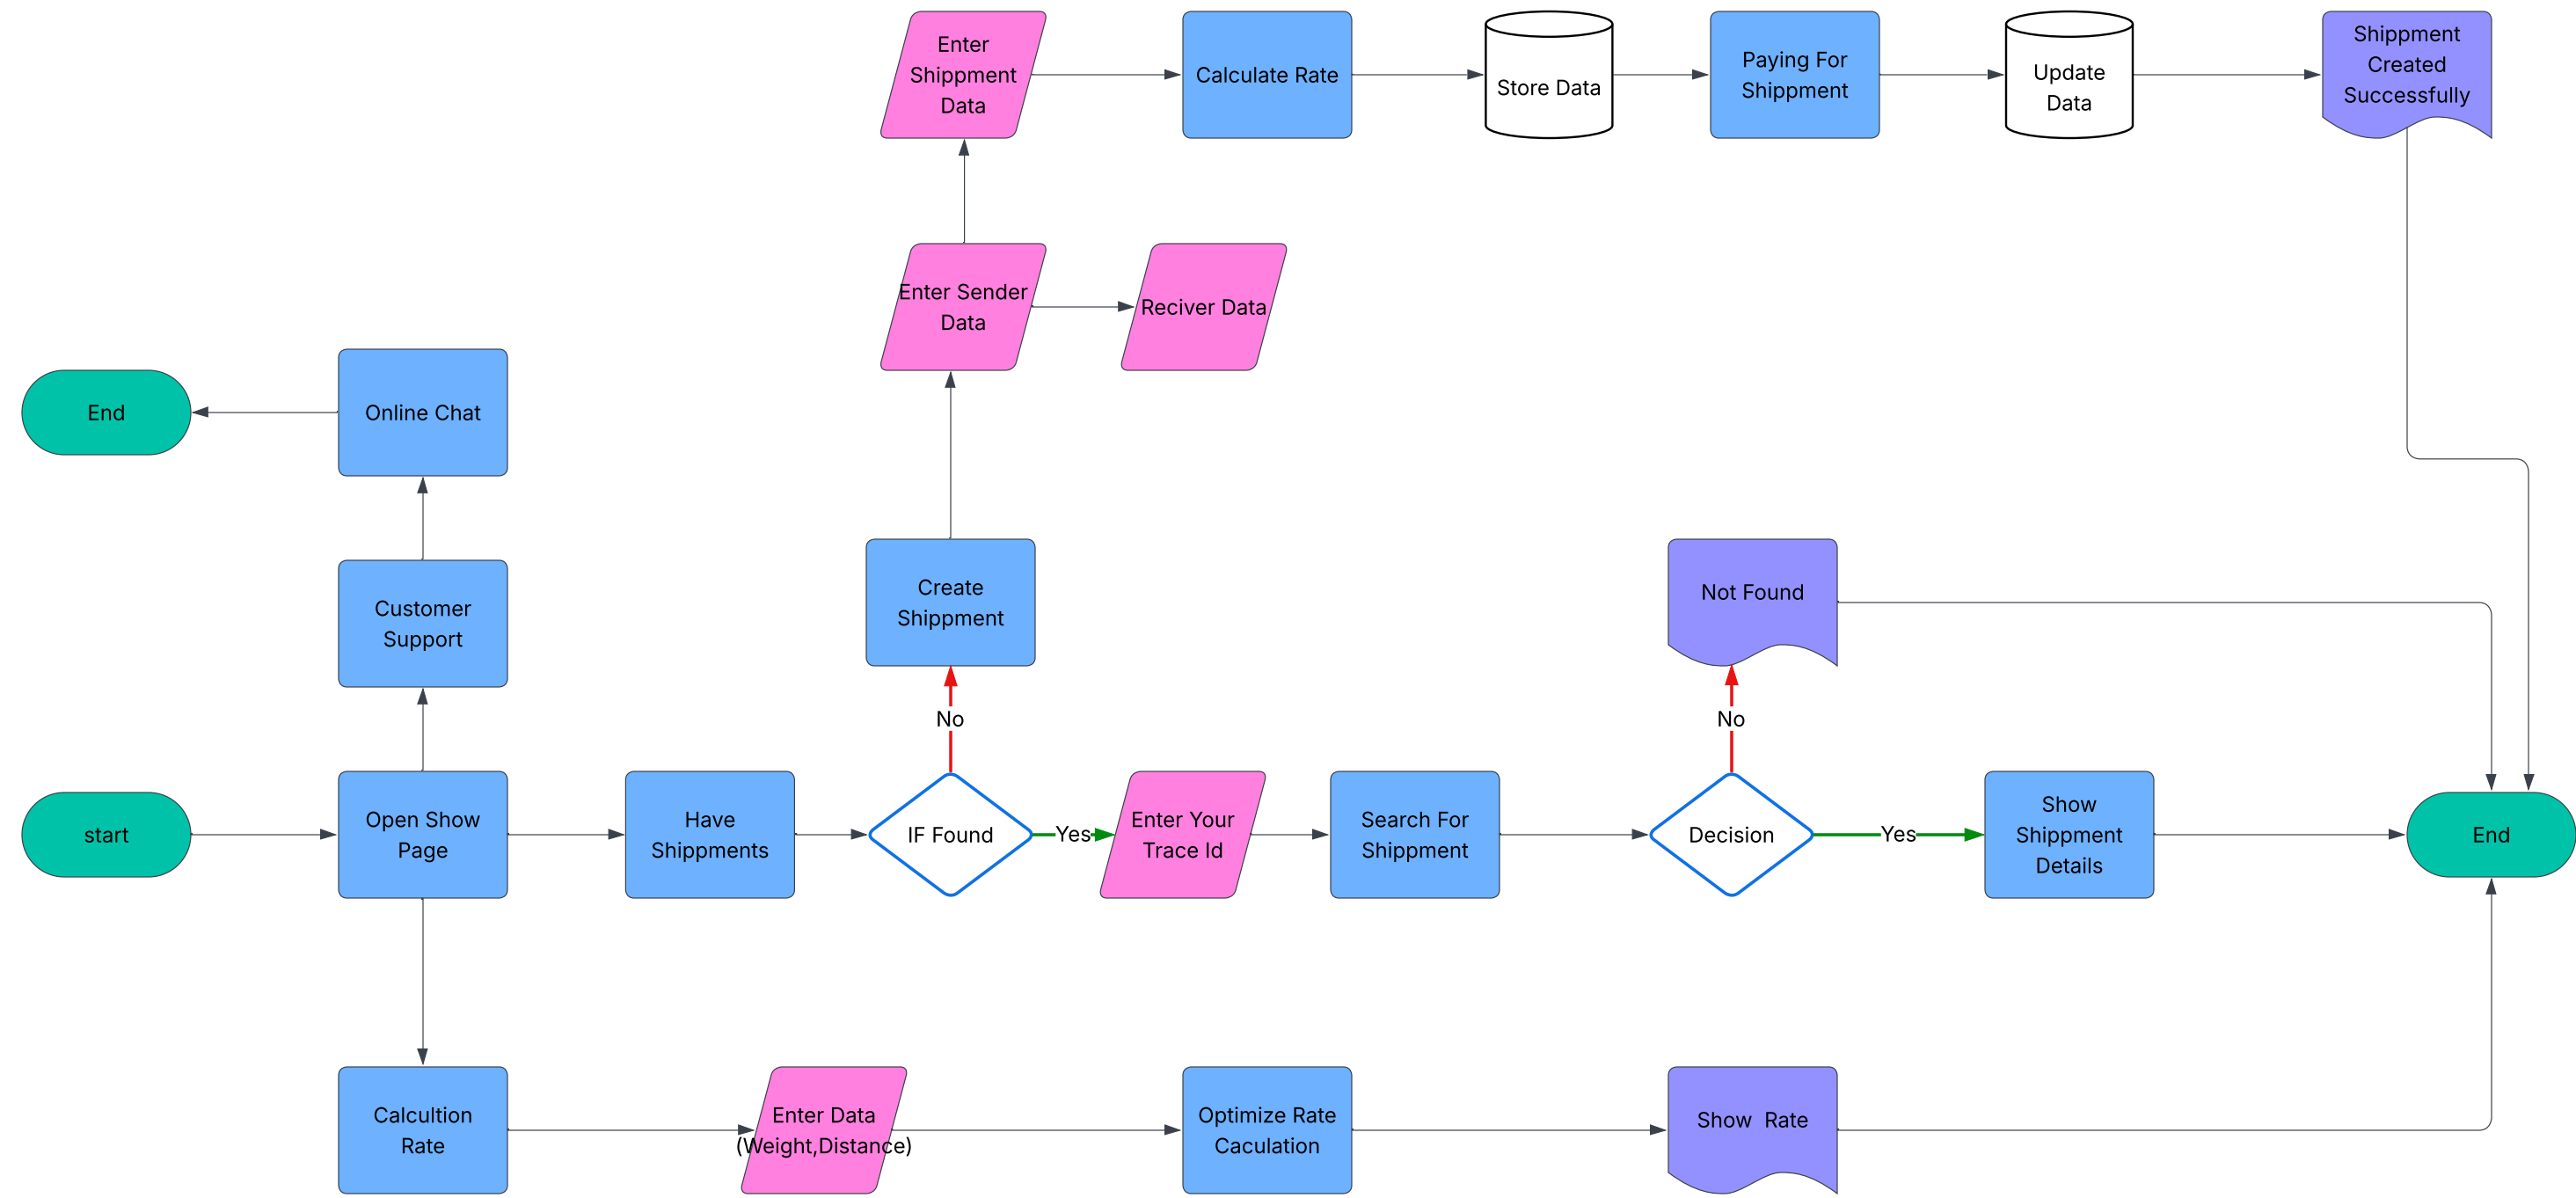 Enter
Shippment
Data
Calculate Rate
Store Data
Paying For
Shippment
Update
Data
Shippment
Created
Successfully
Enter Sender
Data
Reciver Data
End
Online Chat
Customer
Support
Create
Shippment
Not Found
No
No
start
Open Show
Page
Have
Shippments
IF Found
Yes
Enter Your
Trace Id
Search For
Shippment
Decision
Yes
Show
Shippment
Details
End
Calcultion
Rate
Enter Data
(Weight,Distance)
Optimize Rate
Caculation
Show  Rate